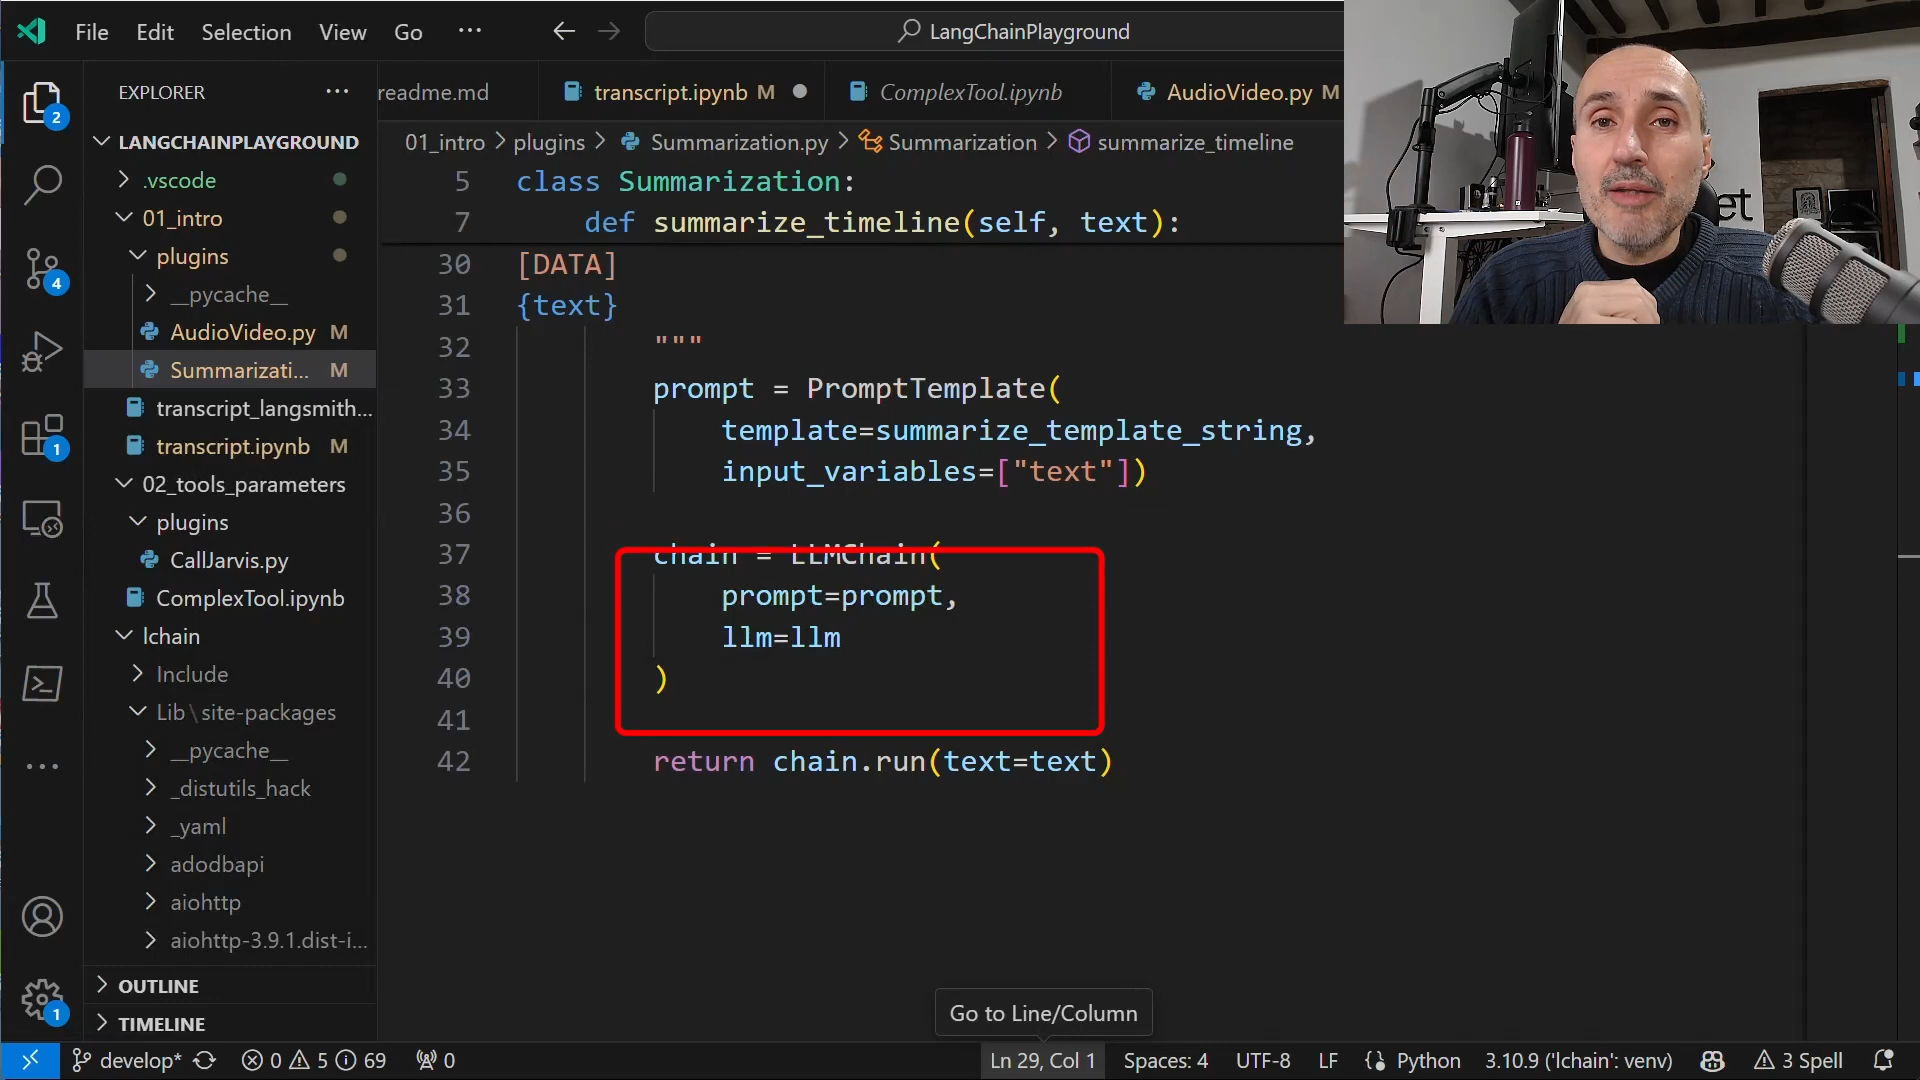 File Edit Selection View Go ··· LangChainPlayground
EXPLORER ···
2
LANGCHAINPLAYGROUND
.vscode
01_intro
plugins
__pycache__
AudioVideo.py M
Summarizati... M
transcript_langsmith...
transcript.ipynb M
02_tools_parameters
plugins
CallJarvis.py
ComplexTool.ipynb
lchain
Include
Lib\site-packages
__pycache__
_distutils_hack
_yaml
adodbapi
aiohttp
aiohttp-3.9.1.dist-i...
OUTLINE
TIMELINE
4
1
1
readme.md transcript.ipynb M ComplexTool.ipynb AudioVideo.py M
01_intro > plugins > Summarization.py > Summarization > summarize_timeline
5 class Summarization:
7 def summarize_timeline(self, text):
30 [DATA]
31 {text}
32 """
33 prompt = PromptTemplate(
34 template=summarize_template_string,
35 input_variables=["text"])
36
37 chain = LLMChain(
38 prompt=prompt,
39 llm=llm
40 )
41
42 return chain.run(text=text)
et
Go to Line/Column
develop* 0 5 69 0 Ln 29, Col 1 Spaces: 4 UTF-8 LF Python 3.10.9 ('lchain': venv) 3 Spell